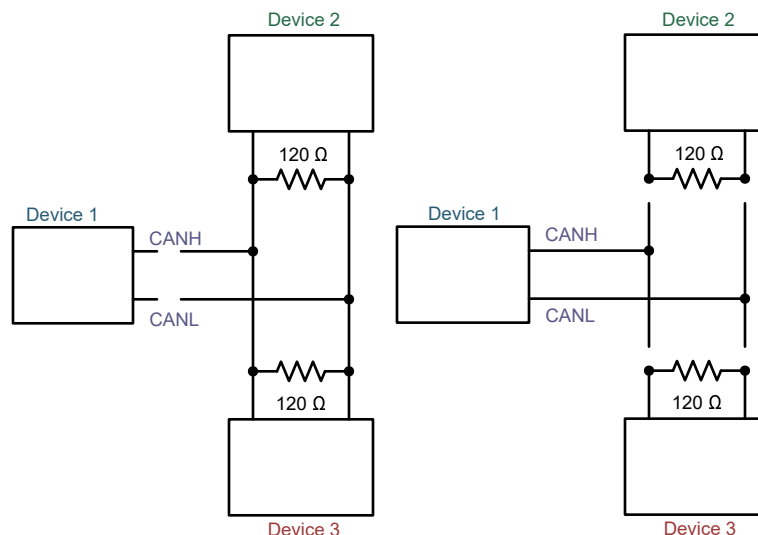 Device 2
120 Ω
Device 1
CANH
CANL
120 Ω
Device 3
Device 2
120 Ω
Device 1
CANH
CANL
120 Ω
Device 3